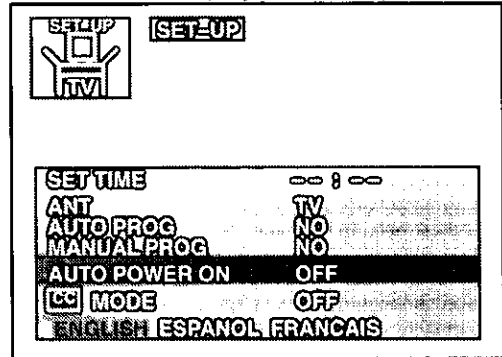 SET-UP
TV
SET-UP
SET TIME -- : --
ANT TV
AUTO PROG NO
MANUAL PROG NO
AUTO POWER ON OFF
CC MODE OFF
ENGLISH ESPANOL FRANCAIS